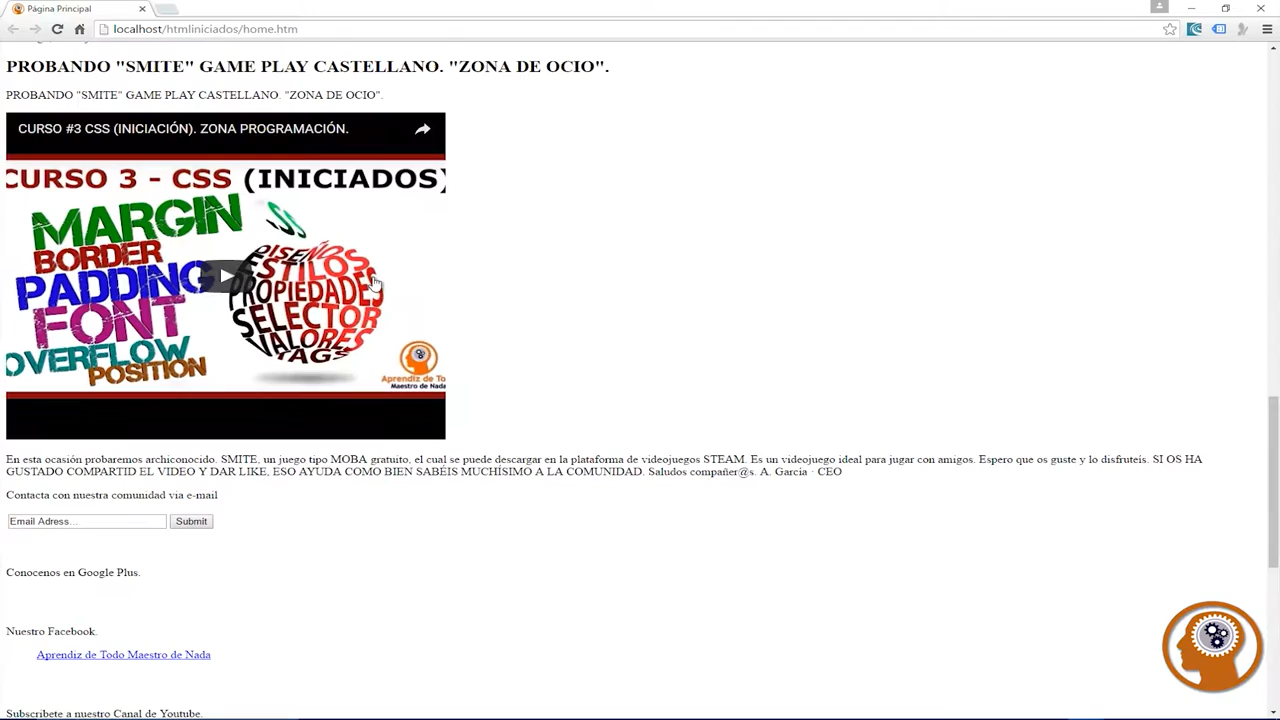 Página Principal
localhost/htmliniciados/home.htm
PROBANDO "SMITE" GAME PLAY CASTELLANO. "ZONA DE OCIO".
PROBANDO "SMITE" GAME PLAY CASTELLANO. "ZONA DE OCIO".
CURSO #3 CSS (INICIACIÓN). ZONA PROGRAMACIÓN.
CURSO 3 - CSS (INICIADOS)
MARGIN
BORDER
PADDING
FONT
OVERFLOW
POSITION
DISEÑOS
ESTILOS
PROPIEDADES
SELECTOR
VALORES
TAGS
Aprendiz de To
Maestro de Nada
En esta ocasión probaremos archiconocido. SMITE, un juego tipo MOBA gratuito, el cual se puede descargar en la plataforma de videojuegos STEAM. Es un videojuego ideal para jugar con amigos. Espero que os guste y lo disfruteís. SI OS HA
GUSTADO COMPARTID EL VIDEO Y DAR LIKE, ESO AYUDA COMO BIEN SABÉIS MUCHÍSIMO A LA COMUNIDAD. Saludos compañer@s. A. García · CEO
Contacta con nuestra comunidad via e-mail
Email Adress...
Submit
Conocenos en Google Plus.
Nuestro Facebook.
Aprendiz de Todo Maestro de Nada
Subscribete a nuestro Canal de Youtube.